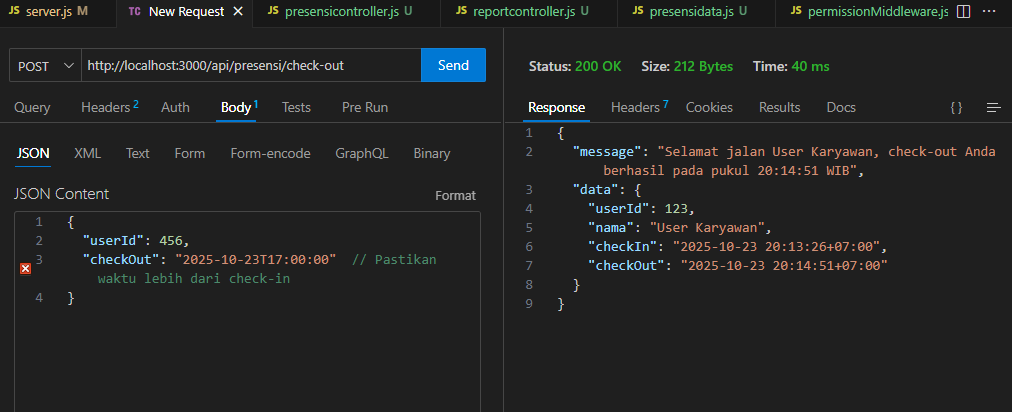 JS server.js M
TC New Request
JS presensicontroller.js U
JS reportcontroller.js U
JS presensidata.js U
JS permissionMiddleware.js
POST
http://localhost:3000/api/presensi/check-out
Send
Query
Headers 2
Auth
Body 1
Tests
Pre Run
JSON
XML
Text
Form
Form-encode
GraphQL
Binary
JSON Content
Format
1 {
2 "userId": 456,
3 "checkOut": "2025-10-23T17:00:00" // Pastikan
waktu lebih dari check-in
4 }
Status: 200 OK Size: 212 Bytes Time: 40 ms
Response
Headers 7
Cookies
Results
Docs
{ }
1 {
2 "message": "Selamat jalan User Karyawan, check-out Anda
berhasil pada pukul 20:14:51 WIB",
3 "data": {
4 "userId": 123,
5 "nama": "User Karyawan",
6 "checkIn": "2025-10-23 20:13:26+07:00",
7 "checkOut": "2025-10-23 20:14:51+07:00"
8 }
9 }